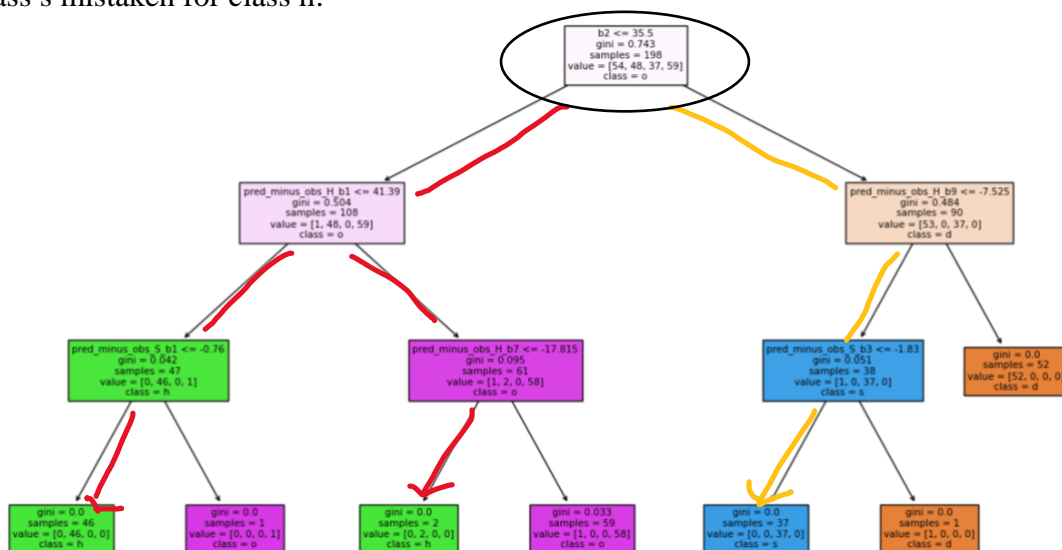 ass s mistaken for class h.
b2 <= 35.5
gini = 0.743
samples = 198
value = [54, 48, 37, 59]
class = o
pred_minus_obs_H_b1 <= 41.39
gini = 0.504
samples = 108
value = [1, 48, 0, 59]
class = o
pred_minus_obs_H_b9 <= -7.525
gini = 0.484
samples = 90
value = [53, 0, 37, 0]
class = d
pred_minus_obs_S_b1 <= -0.76
gini = 0.042
samples = 47
value = [0, 46, 0, 1]
class = h
pred_minus_obs_H_b7 <= -17.815
gini = 0.095
samples = 61
value = [1, 2, 0, 58]
class = o
pred_minus_obs_S_b3 <= -1.83
gini = 0.051
samples = 38
value = [1, 0, 37, 0]
class = s
gini = 0.0
samples = 52
value = [52, 0, 0, 0]
class = d
gini = 0.0
samples = 46
value = [0, 46, 0, 0]
class = h
gini = 0.0
samples = 1
value = [0, 0, 0, 1]
class = o
gini = 0.0
samples = 2
value = [0, 2, 0, 0]
class = h
gini = 0.033
samples = 59
value = [1, 0, 0, 58]
class = o
gini = 0.0
samples = 37
value = [0, 0, 37, 0]
class = s
gini = 0.0
samples = 1
value = [1, 0, 0, 0]
class = d